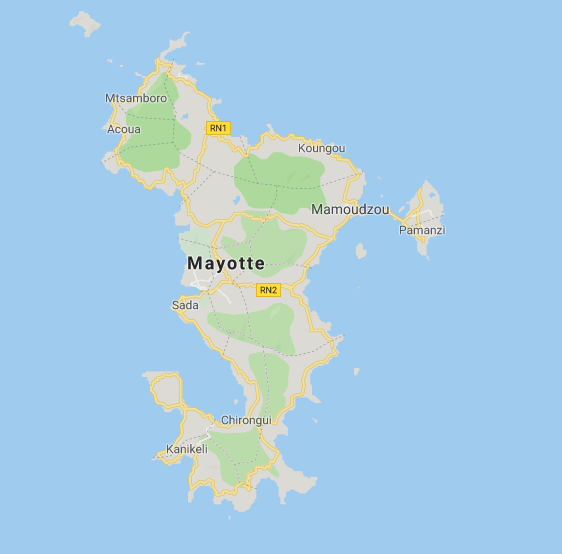 Mtsamboro
Acoua
RN1
Koungou
Mamoudzou
Pamanzi
Mayotte
RN2
Sada
Chirongui
Kanikeli